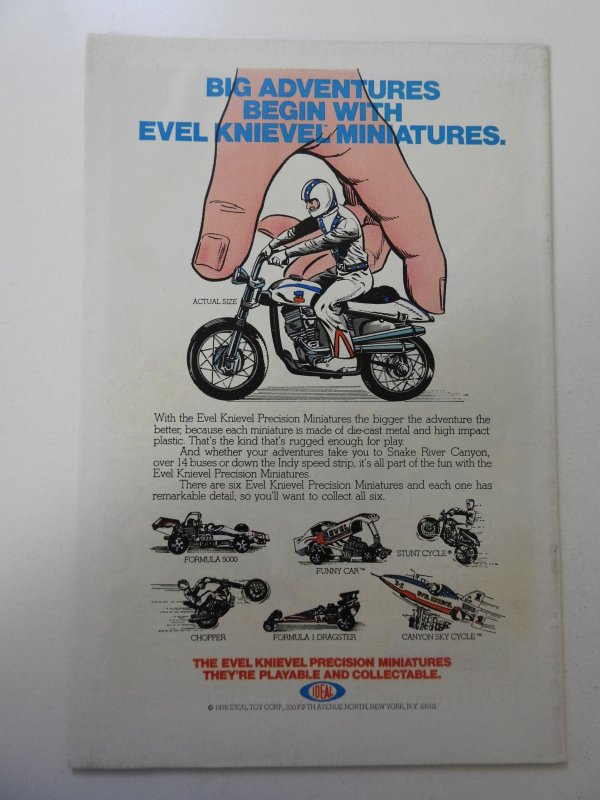 BIG ADVENTURES
BEGIN WITH
EVEL KNIEVEL™ MINIATURES.
ACTUAL SIZE
With the Evel Knievel Precision Miniatures the bigger the adventure the
better, because each miniature is made of die-cast metal and high impact
plastic. That's the kind that's rugged enough for play.
And whether your adventures take you to Snake River Canyon,
over 14 buses or down the Indy speed strip, it's all part of the fun with the
Evel Knievel Precision Miniatures.
There are six Evel Knievel Precision Miniatures and each one has
remarkable detail, so you'll want to collect all six.
FORMULA 5000
FUNNY CAR™
STUNT CYCLE®
CHOPPER
FORMULA 1 DRAGSTER
CANYON SKY CYCLE™
THE EVEL KNIEVEL PRECISION MINIATURES
THEY'RE PLAYABLE AND COLLECTABLE.
IDEAL
© 1976 IDEAL TOY CORP., 200 FIFTH AVENUE NORTH, NEW YORK, N.Y. 10010.